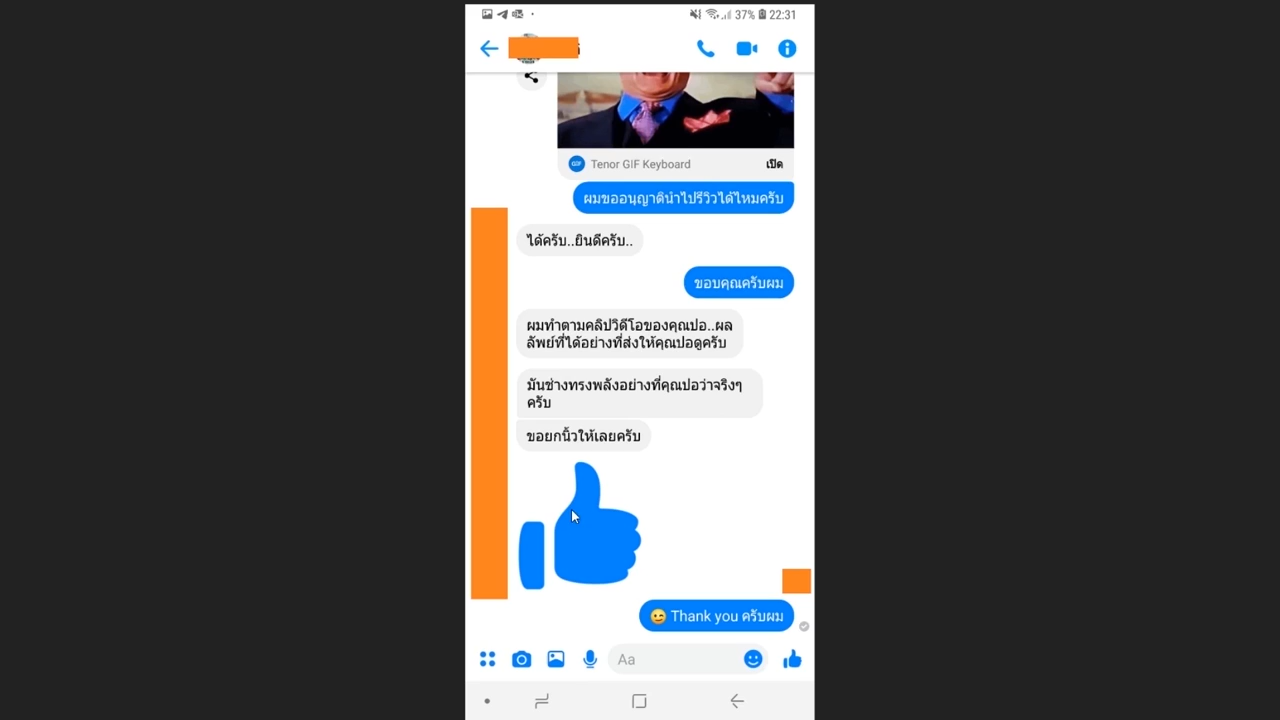 37% 22:31
GIF Tenor GIF Keyboard เปิด
ผมขออนุญาตินำไปรีวิวได้ไหมครับ
ได้ครับ..ยินดีครับ..
ขอบคุณครับผม
ผมทำตามคลิปวิดีโอของคุณปอ..ผล
ลัพย์ที่ได้อย่างที่ส่งให้คุณปอดูครับ
มันช่างทรงพลังอย่างที่คุณปอว่าจริงๆ
ครับ
ขอยกนิ้วให้เลยครับ
😉 Thank you ครับผม
Aa